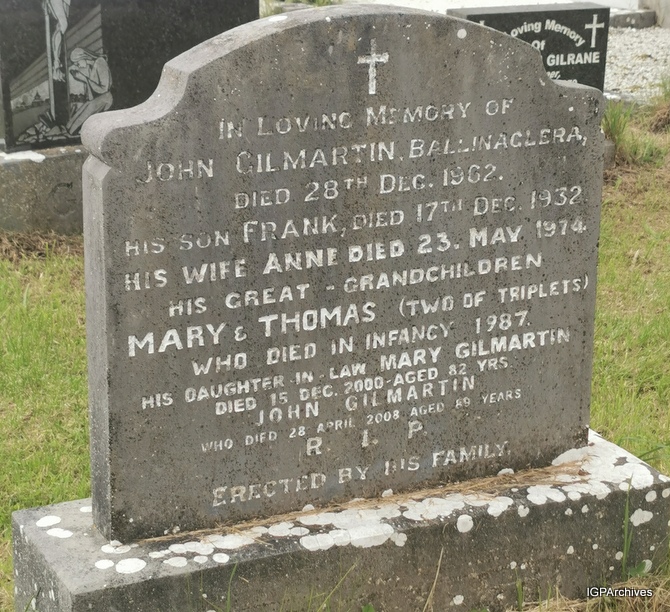 IN LOVING MEMORY OF
JOHN GILMARTIN, BALLINAGLERA,
DIED 28TH DEC. 1962.
HIS SON FRANK, DIED 17TH DEC. 1932
HIS WIFE ANNE DIED 23. MAY 1974.
HIS GREAT - GRANDCHILDREN
MARY & THOMAS (TWO OF TRIPLETS)
WHO DIED IN INFANCY 1987.
HIS DAUGHTER-IN-LAW MARY GILMARTIN
DIED 15 DEC. 2000-AGED 82 YRS
JOHN GILMARTIN
WHO DIED 28 APRIL 2008 AGED 89 YEARS
R. I. P.
ERECTED BY HIS FAMILY.
Loving Memory
Of
GILRANE
IGPArchives